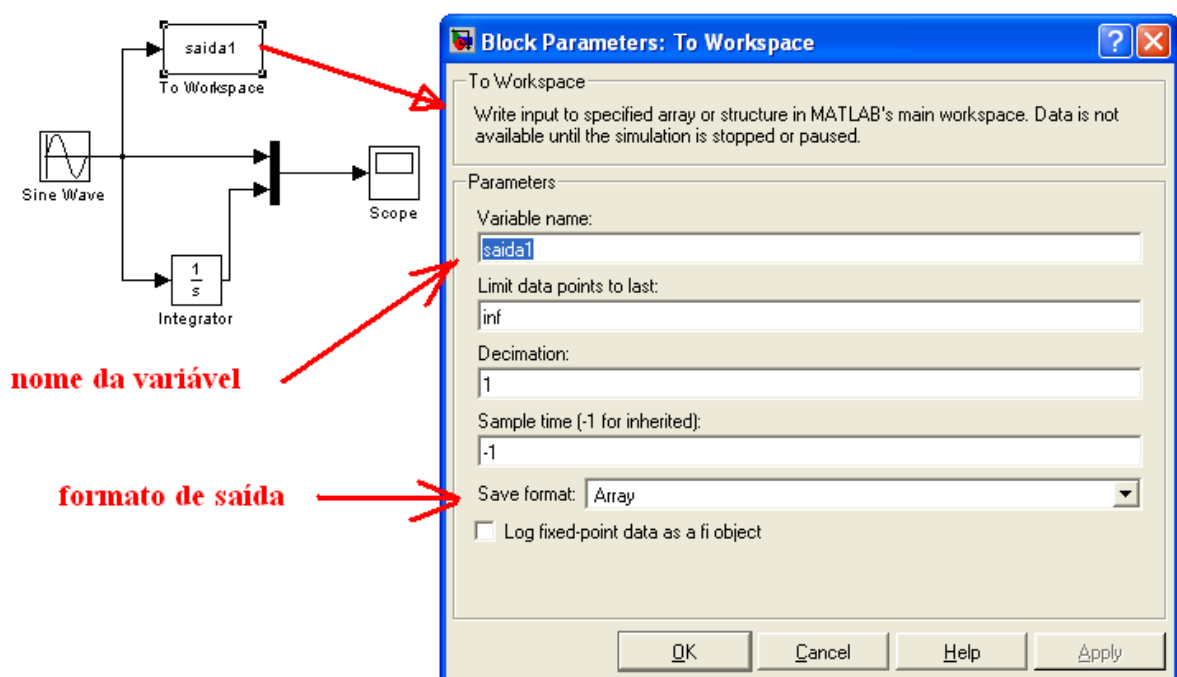 saida1
To Workspace
Sine Wave
Scope
1
s
Integrator
nome da variável
formato de saída
Block Parameters: To Workspace
To Workspace
Write input to specified array or structure in MATLAB's main workspace. Data is not
available until the simulation is stopped or paused.
Parameters
Variable name:
saida1
Limit data points to last:
inf
Decimation:
1
Sample time (-1 for inherited):
-1
Save format: Array
Log fixed-point data as a fi object
OK Cancel Help Apply